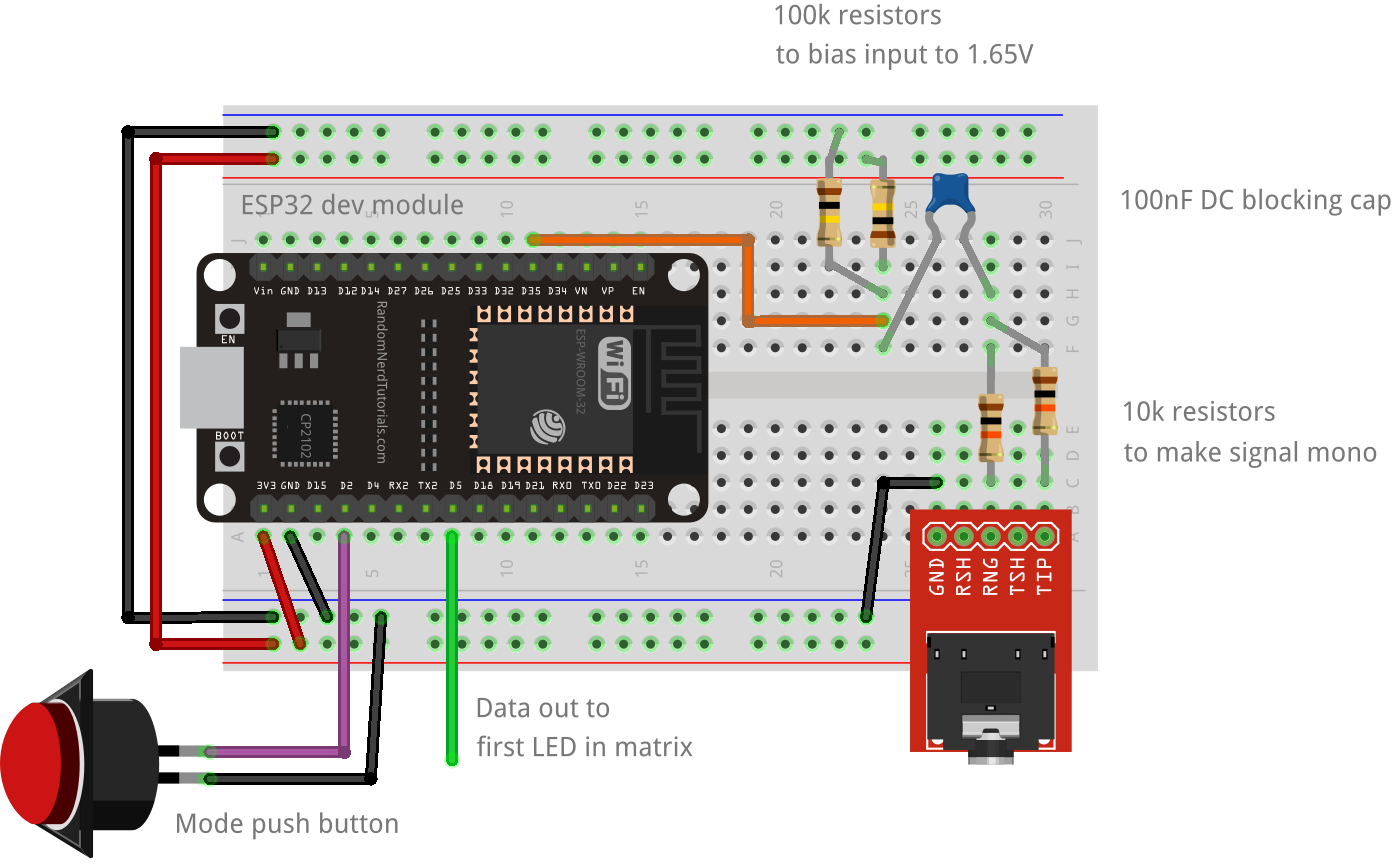 100k resistors
to bias input to 1.65V
ESP32 dev module
5 10 15 20 25 30
J J
I
H
G
F
100nF DC blocking cap
Vin GND D13 D12 D14 D27 D26 D25 D33 D32 D35 D34 VN VP EN
EN
RandomNerdTutorials.com
ESP-WROOM-32
WiFi
CP2102
BOOT
10k resistors
to make signal mono
E
D
C
B
3V3 GND D15 D2 D4 RX2 TX2 D5 D18 D19 D21 RX0 TX0 D22 D23
A A
1 5 10 15 20 25
GND RSH RNG TSH TIP
Data out to
first LED in matrix
Mode push button